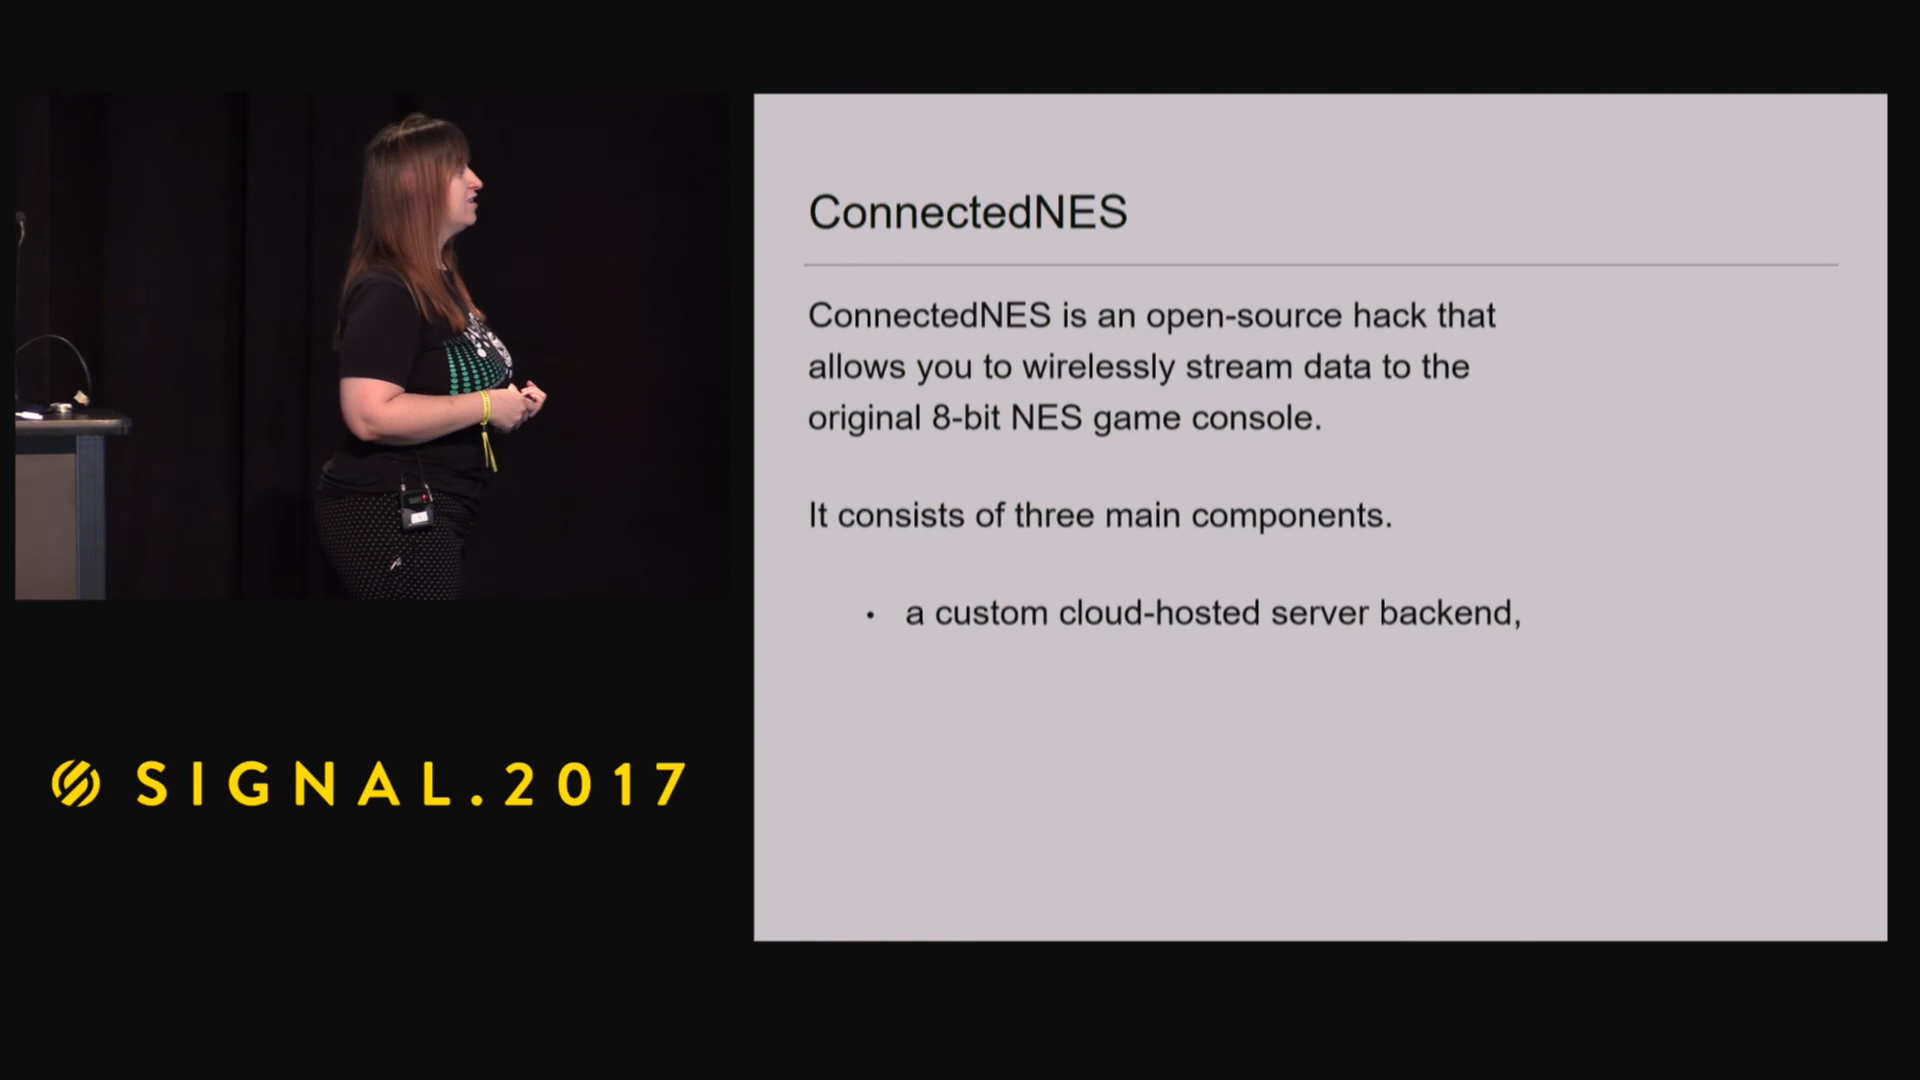 ConnectedNES
ConnectedNES is an open-source hack that
allows you to wirelessly stream data to the
original 8-bit NES game console.
It consists of three main components.
• a custom cloud-hosted server backend,
SIGNAL.2017